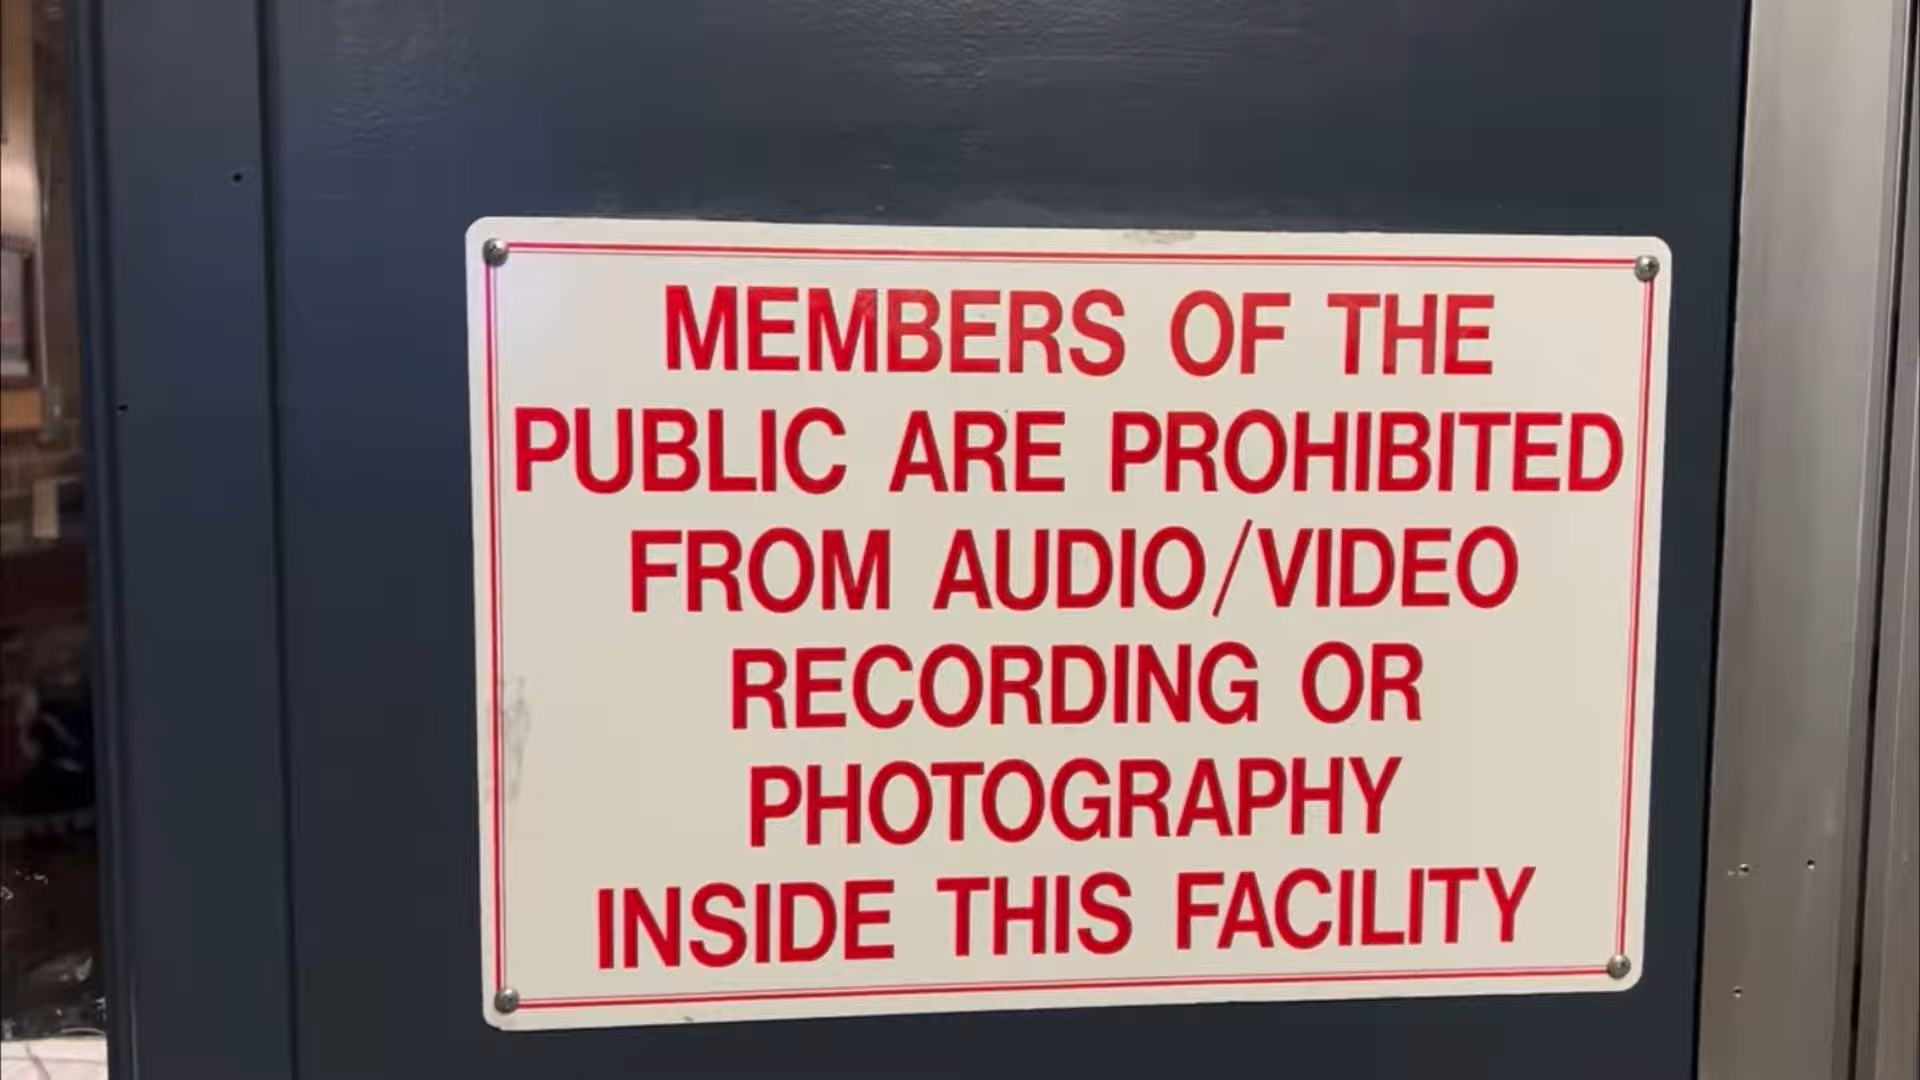 MEMBERS OF THE
PUBLIC ARE PROHIBITED
FROM AUDIO/VIDEO
RECORDING OR
PHOTOGRAPHY
INSIDE THIS FACILITY